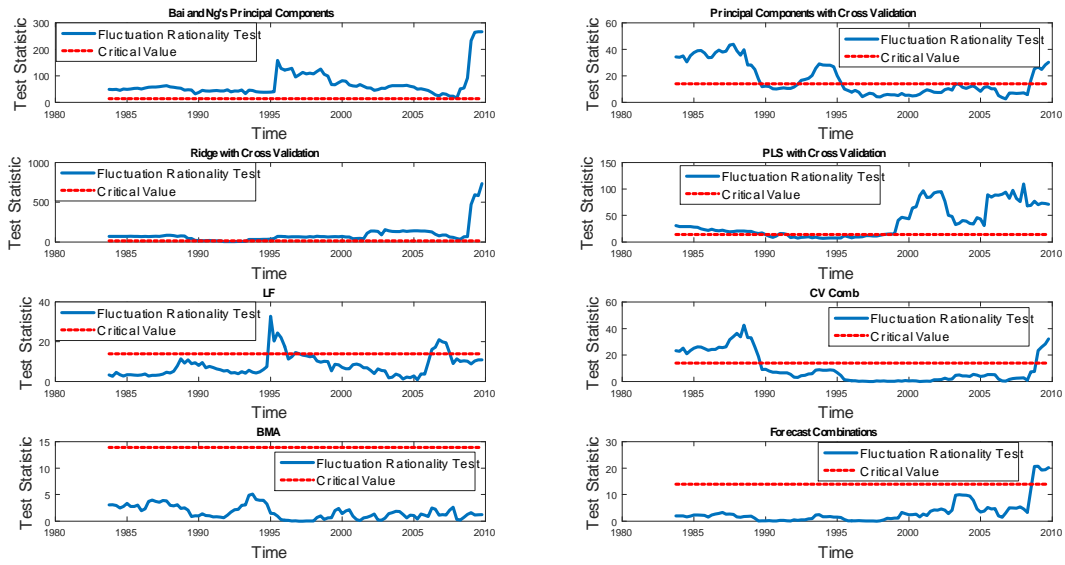 Bai and Ng's Principal Components
Test Statistic
300
200
100
0
Fluctuation Rationality Test
Critical Value
1980 1985 1990 1995 2000 2005 2010
Time
Principal Components with Cross Validation
Test Statistic
60
40
20
0
Fluctuation Rationality Test
Critical Value
1980 1985 1990 1995 2000 2005 2010
Time
Ridge with Cross Validation
Test Statistic
1000
500
0
Fluctuation Rationality Test
Critical Value
1980 1985 1990 1995 2000 2005 2010
Time
PLS with Cross Validation
Test Statistic
150
100
50
0
Fluctuation Rationality Test
Critical Value
1980 1985 1990 1995 2000 2005 2010
Time
LF
Test Statistic
40
20
0
Fluctuation Rationality Test
Critical Value
1980 1985 1990 1995 2000 2005 2010
Time
CV Comb
Test Statistic
60
40
20
0
Fluctuation Rationality Test
Critical Value
1980 1985 1990 1995 2000 2005 2010
Time
BMA
Test Statistic
15
10
5
0
Fluctuation Rationality Test
Critical Value
1980 1985 1990 1995 2000 2005 2010
Time
Forecast Combinations
Test Statistic
30
20
10
0
Fluctuation Rationality Test
Critical Value
1980 1985 1990 1995 2000 2005 2010
Time